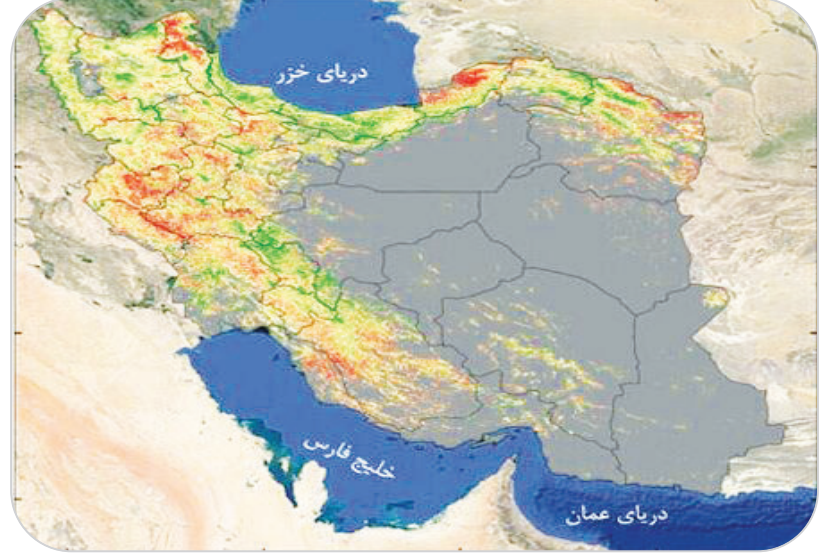 دریای خزر
خلیج فارس
دریای عمان